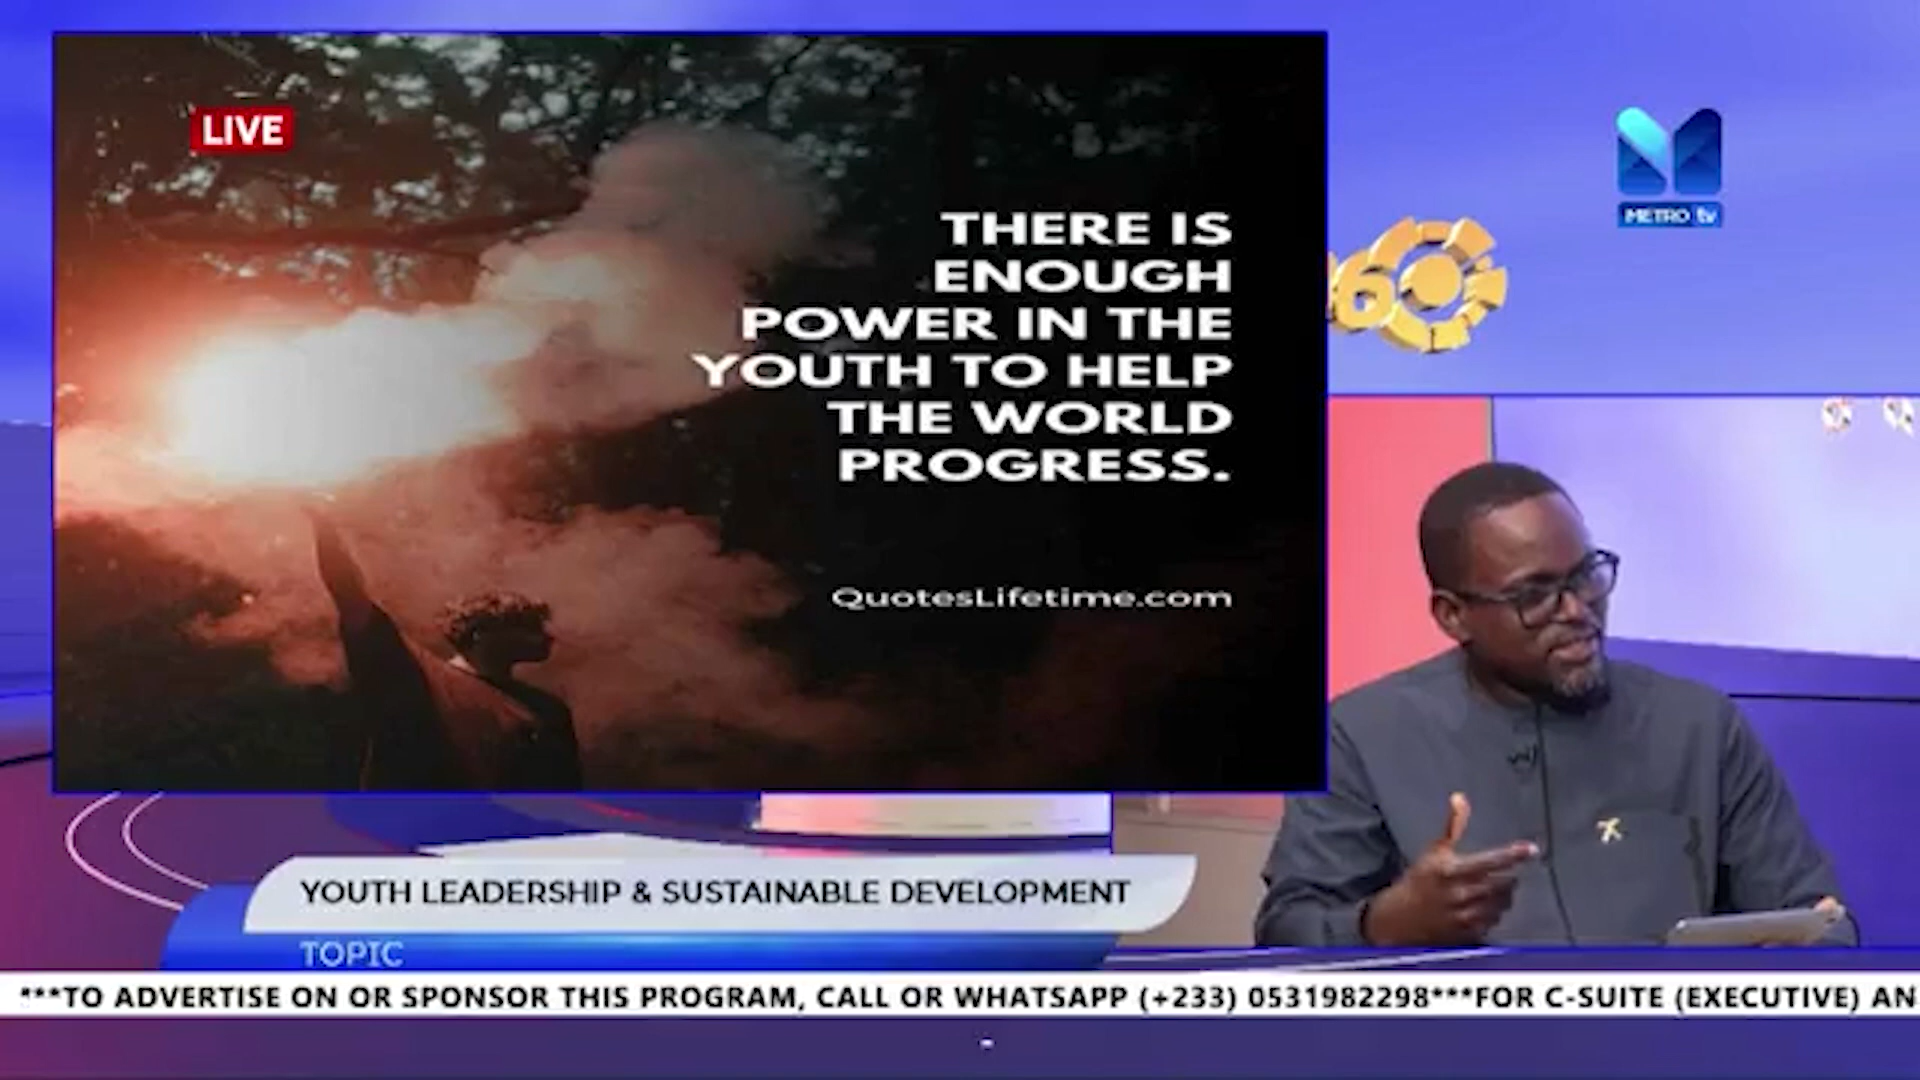 LIVE
THERE IS
ENOUGH
POWER IN THE
YOUTH TO HELP
THE WORLD
PROGRESS.
QuotesLifetime.com
METRO tv
60
YOUTH LEADERSHIP & SUSTAINABLE DEVELOPMENT
TOPIC
***TO ADVERTISE ON OR SPONSOR THIS PROGRAM, CALL OR WHATSAPP (+233) 0531982298***FOR C-SUITE (EXECUTIVE) AN